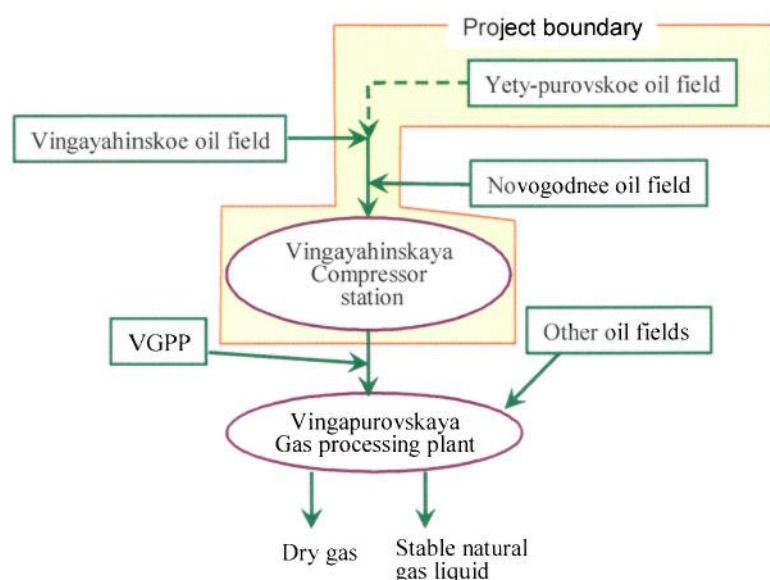 Project boundary
Yety-purovskoe oil field
Vingayahinskoe oil field
Novogodnee oil field
Vingayahinskaya
Compressor
station
VGPP
Other oil fields
Vingapurovskaya
Gas processing plant
Dry gas
Stable natural
gas liquid